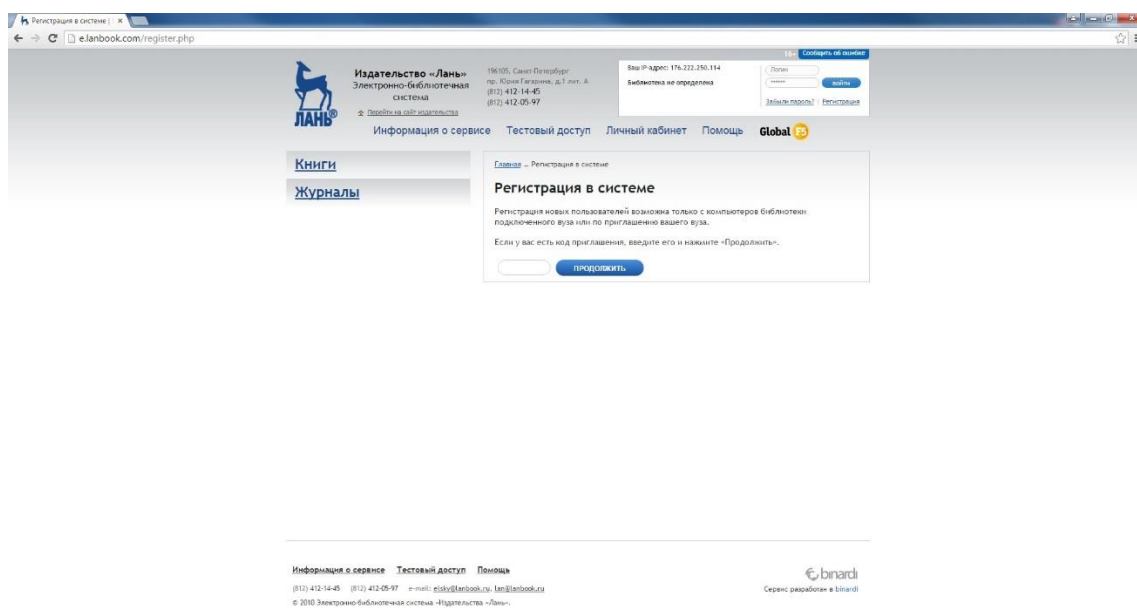 Регистрация в системе |
e.lanbook.com/register.php
16+ Сообщить об ошибке
ЛАНЬ®
Издательство «Лань»
Электронно-библиотечная
система
Перейти на сайт издательства
196105, Санкт-Петербург
пр. Юрия Гагарина, д.1 лит. А
(812) 412-14-45
(812) 412-05-97
Ваш IP-адрес: 176.222.250.114
Библиотека не определена
Логин
••••••
войти
Забыли пароль? Регистрация
Информация о сервисе Тестовый доступ Личный кабинет Помощь Global F5
Книги
Журналы
Главная → Регистрация в системе
Регистрация в системе
Регистрация новых пользователей возможна только с компьютеров библиотеки
подключенного вуза или по приглашению вашего вуза.
Если у вас есть код приглашения, введите его и нажмите «Продолжить».
ПРОДОЛЖИТЬ
Информация о сервисе Тестовый доступ Помощь
(812) 412-14-45 (812) 412-05-97 e-mail: elsky@lanbook.ru, lan@lanbook.ru
© 2010 Электронно-библиотечная система «Издательства «Лань».
binardi
Сервис разработан в binardi